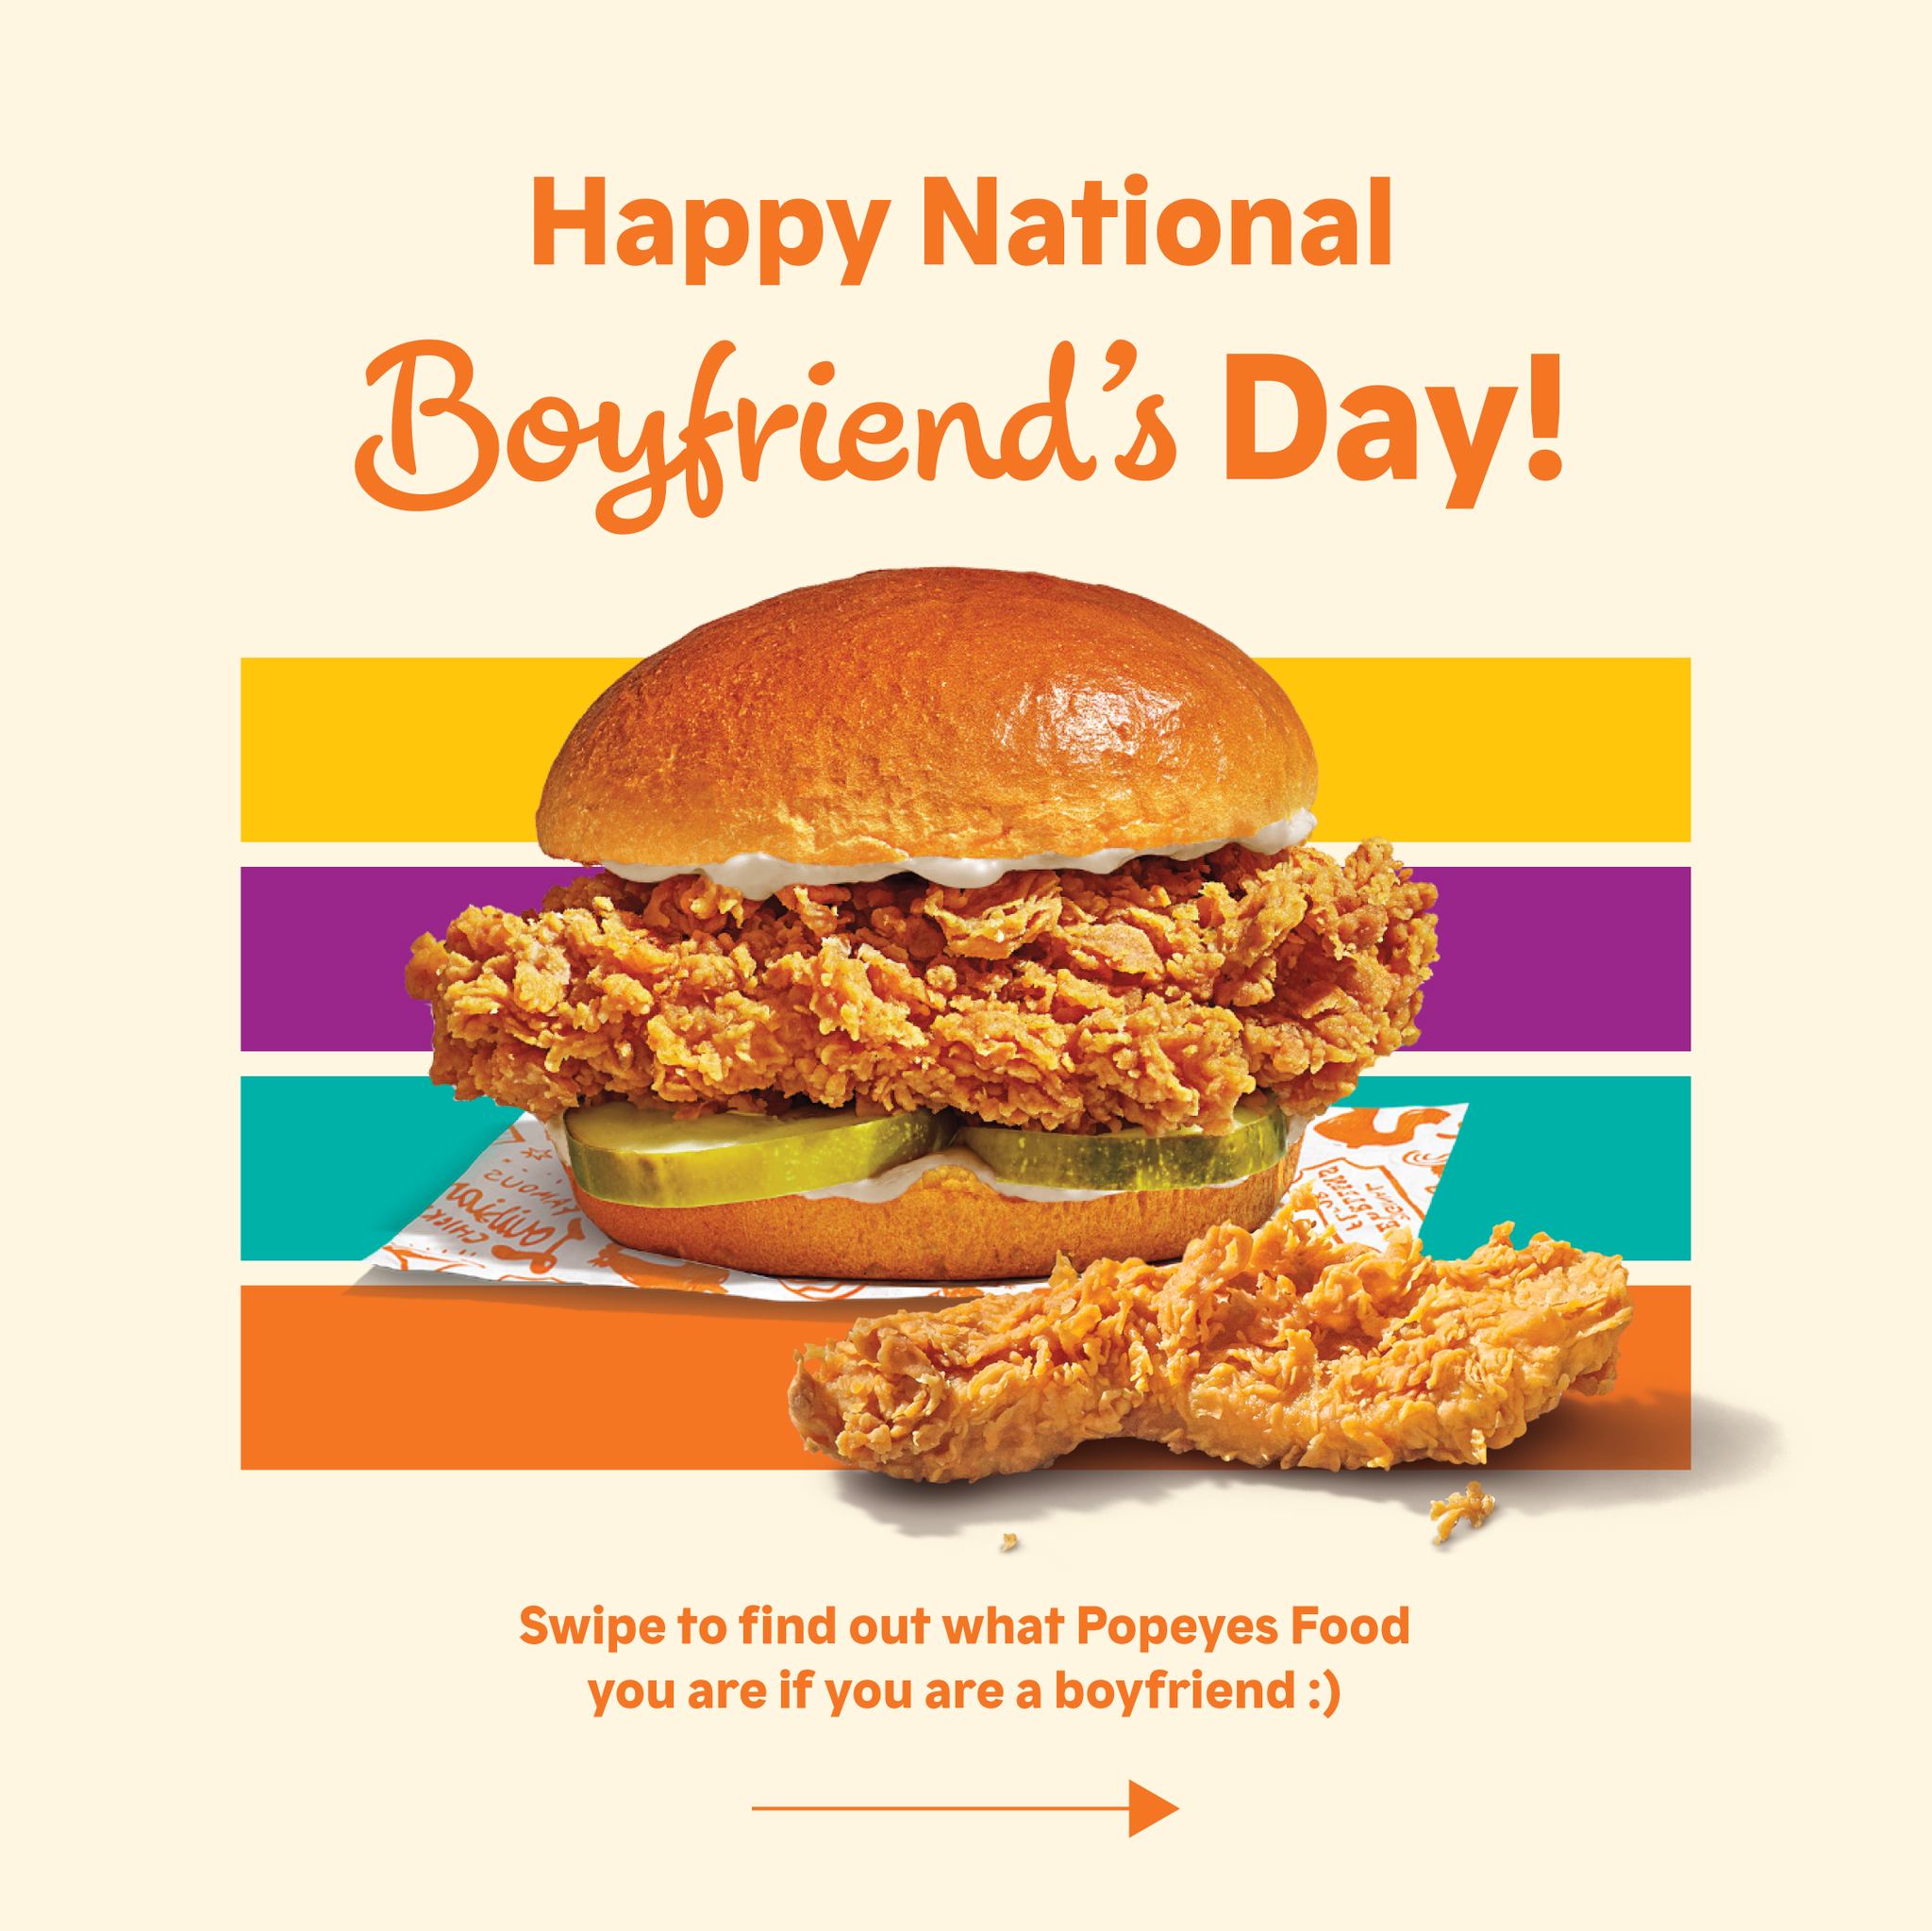 Happy National
Boyfriend's Day!
Swipe to find out what Popeyes Food
you are if you are a boyfriend :)